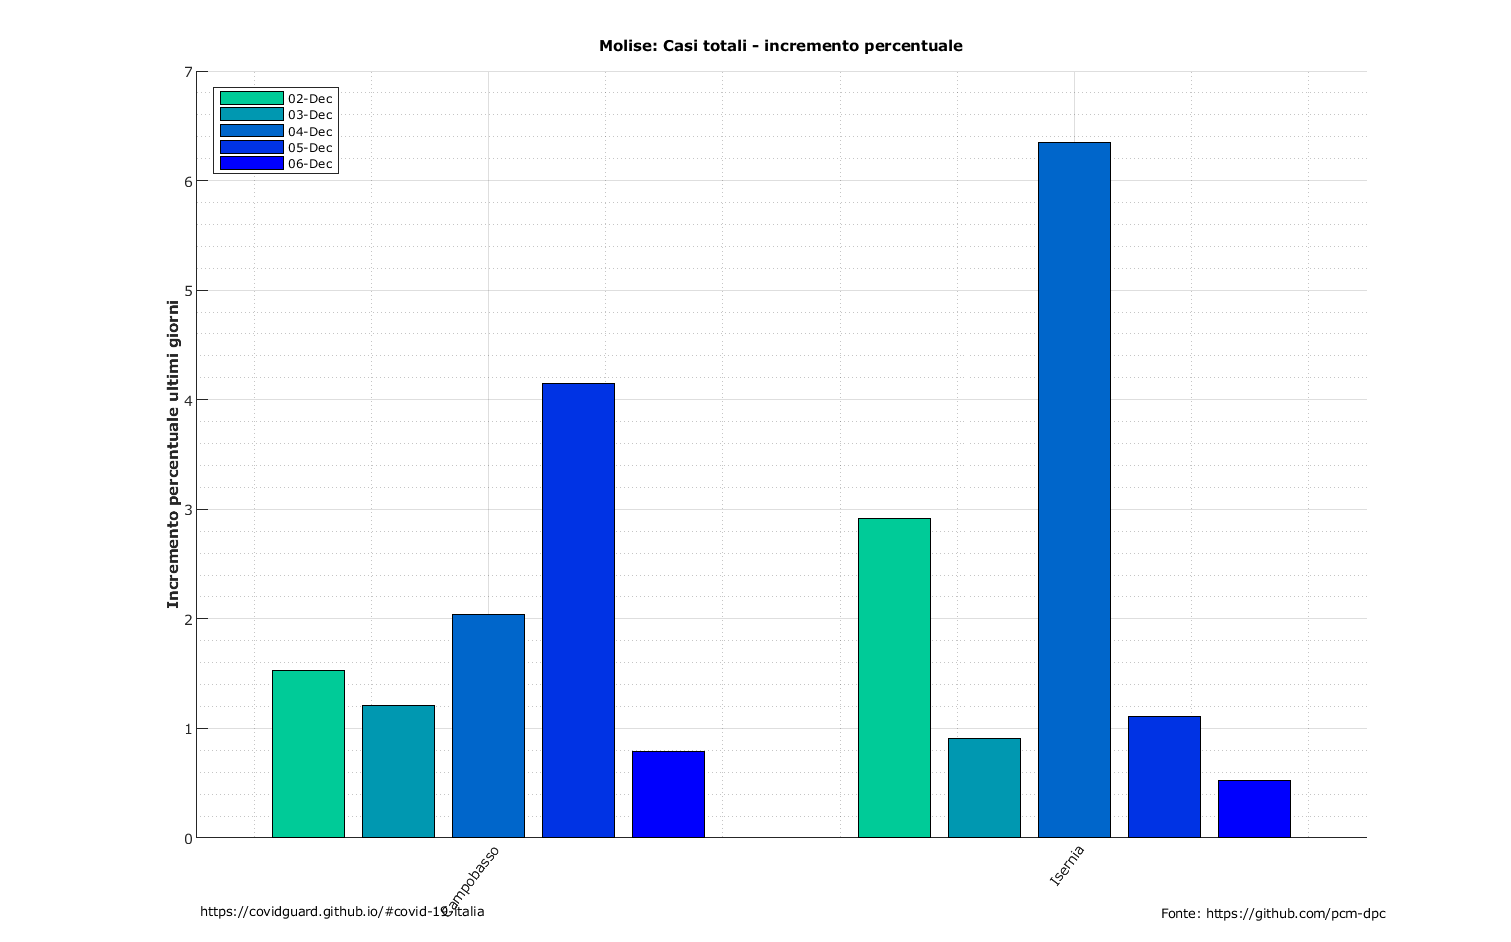 Molise: Casi totali - incremento percentuale
7
6
5
4
3
2
1
0
Incremento percentuale ultimi giorni
02-Dec
03-Dec
04-Dec
05-Dec
06-Dec
Campobasso
Isernia
https://covidguard.github.io/#covid-19-italia
Fonte: https://github.com/pcm-dpc